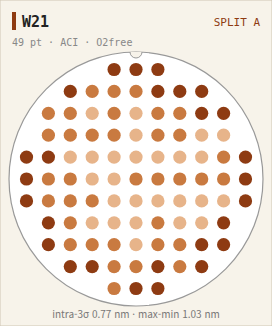 W21
SPLIT A
49 pt · ACI · O2free
intra-3σ 0.77 nm · max-min 1.03 nm